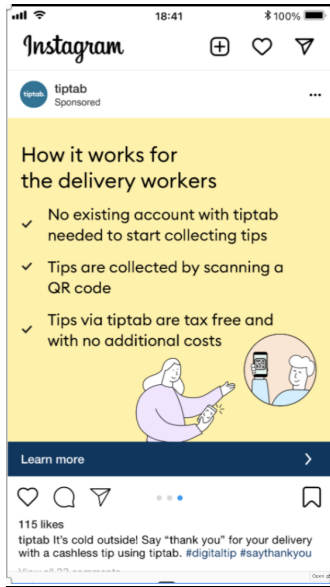 18:41
100%
Instagram
tiptab.
tiptab
Sponsored
How it works for
the delivery workers
No existing account with tiptab
needed to start collecting tips
Tips are collected by scanning a
QR code
Tips via tiptab are tax free and
with no additional costs
Learn more
115 likes
tiptab It's cold outside! Say “thank you” for your delivery
with a cashless tip using tiptab. #digitaltip #saythankyou
Open